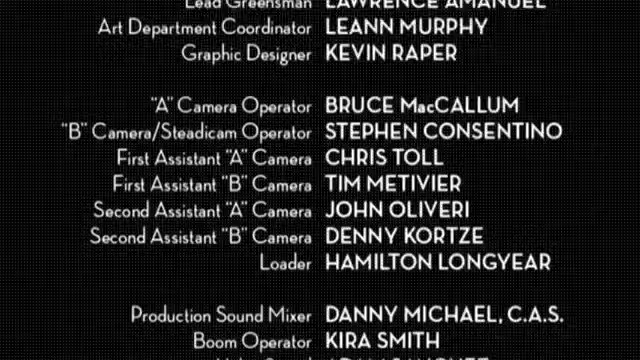 Lead Greensman LAWRENCE AMANUEL
Art Department Coordinator LEANN MURPHY
Graphic Designer KEVIN RAPER
"A" Camera Operator BRUCE MacCALLUM
"B" Camera/Steadicam Operator STEPHEN CONSENTINO
First Assistant "A" Camera CHRIS TOLL
First Assistant "B" Camera TIM METIVIER
Second Assistant "A" Camera JOHN OLIVERI
Second Assistant "B" Camera DENNY KORTZE
Loader HAMILTON LONGYEAR
Production Sound Mixer DANNY MICHAEL, C.A.S.
Boom Operator KIRA SMITH